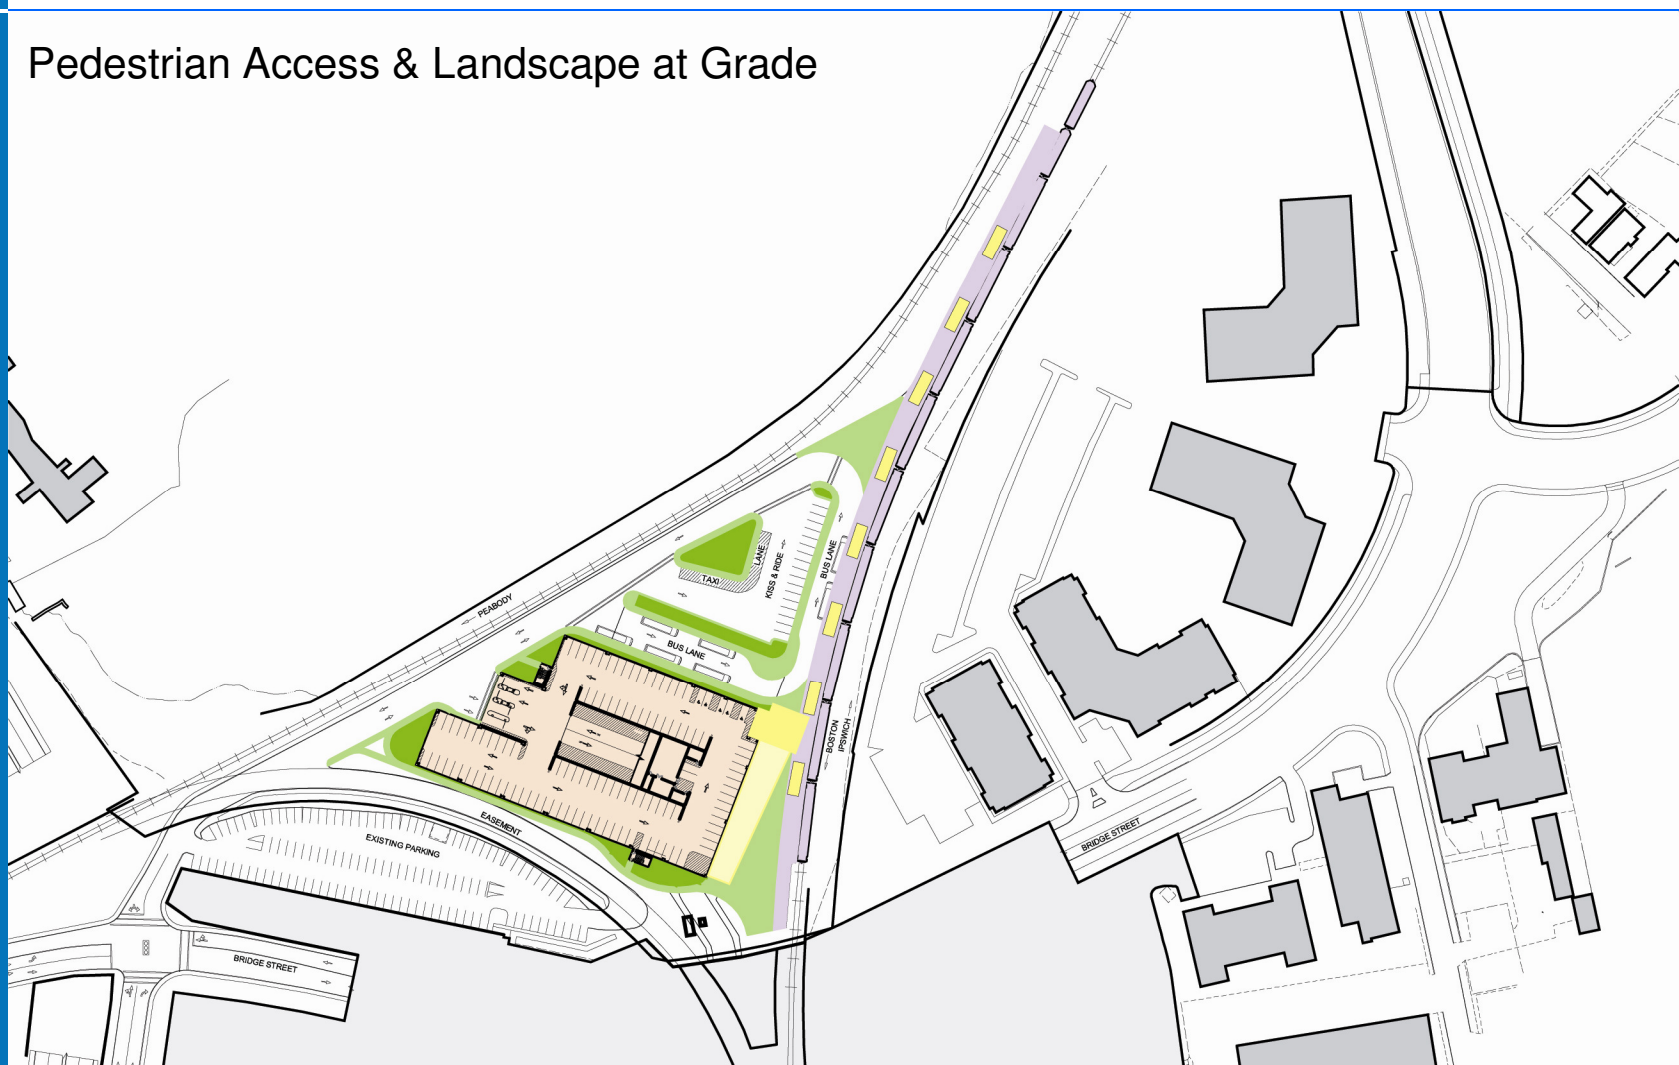 Pedestrian Access & Landscape at Grade
PEABODY
TAXI
LANE
KISS & RIDE
BUS LANE
BUS LANE
BOSTON
IPSWICH
EASEMENT
EXISTING PARKING
BRIDGE STREET
BRIDGE STREET